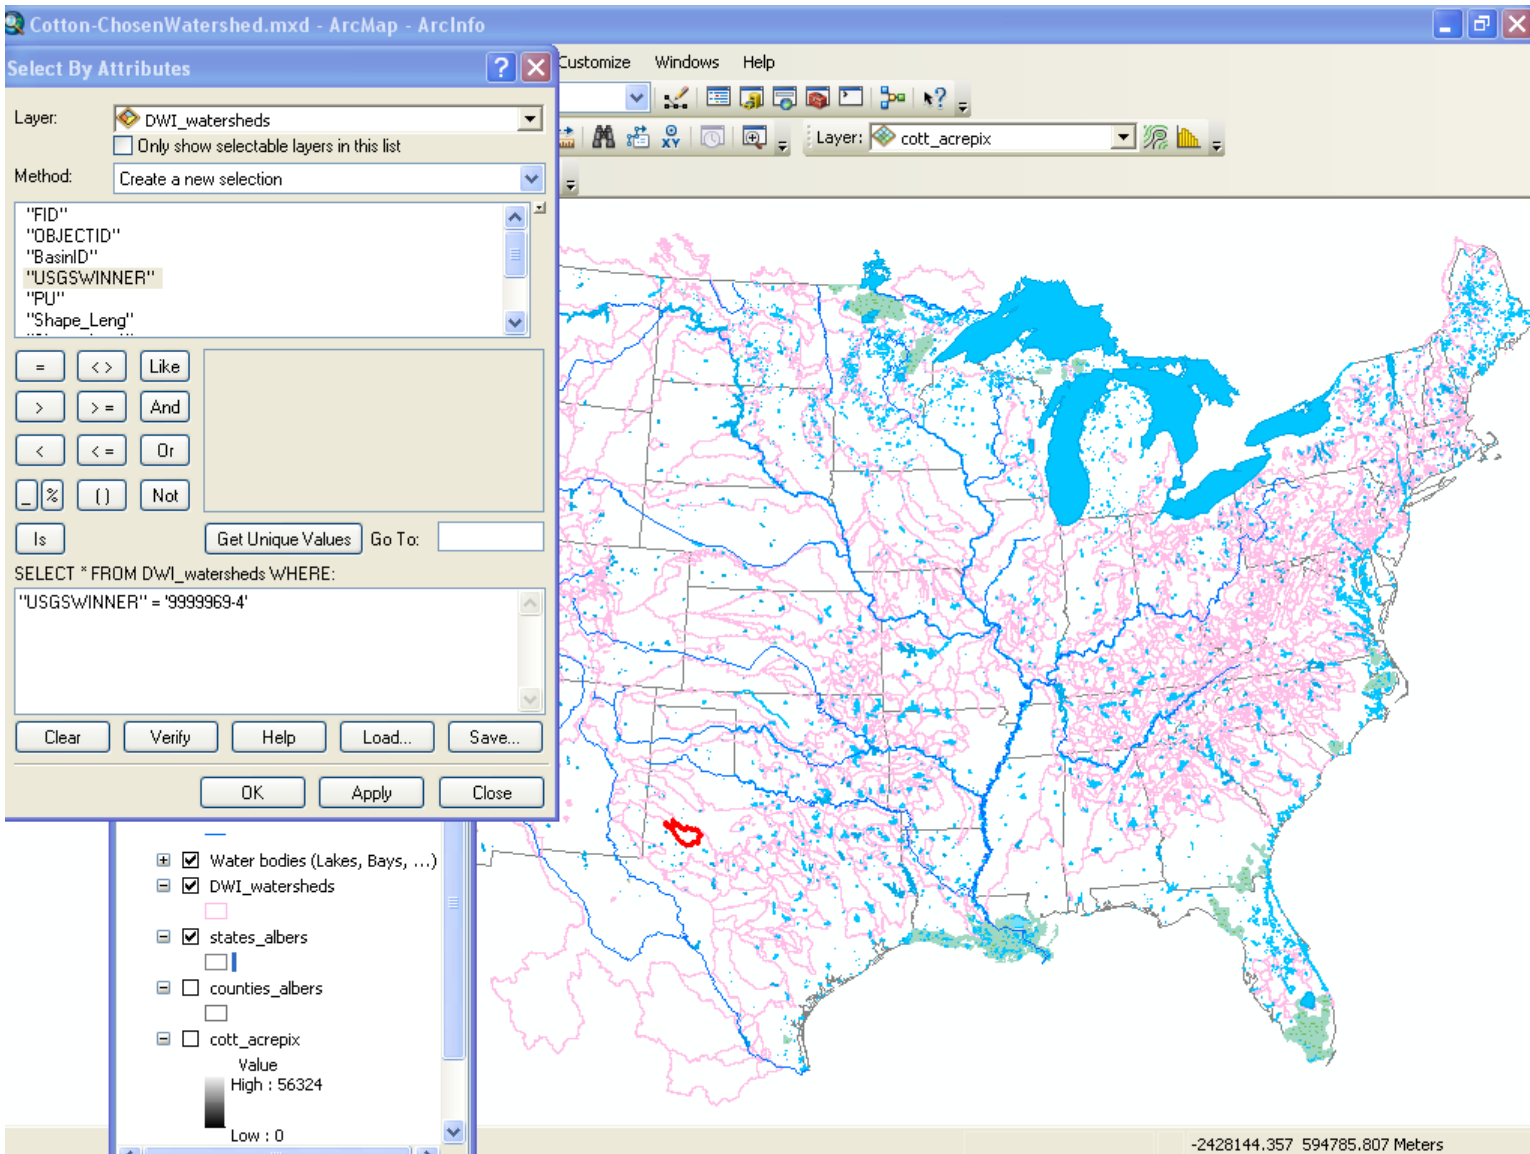 Cotton-ChosenWatershed.mxd - ArcMap - ArcInfo
Select By Attributes
Customize Windows Help
Layer: DWI_watersheds
Only show selectable layers in this list
Layer: cott_acrepix
Method: Create a new selection
"FID"
"OBJECTID"
"BasinID"
"USGSWINNER"
"PU"
"Shape_Leng"
= < > Like
> > = And
< < = Or
_ % ( ) Not
Is Get Unique Values Go To:
SELECT * FROM DWI_watersheds WHERE:
"USGSWINNER" = '9999969-4'
Clear Verify Help Load... Save...
OK Apply Close
Water bodies (Lakes, Bays, ...)
DWI_watersheds
states_albers
counties_albers
cott_acrepix
Value
High : 56324
Low : 0
-2428144.357 594785.807 Meters